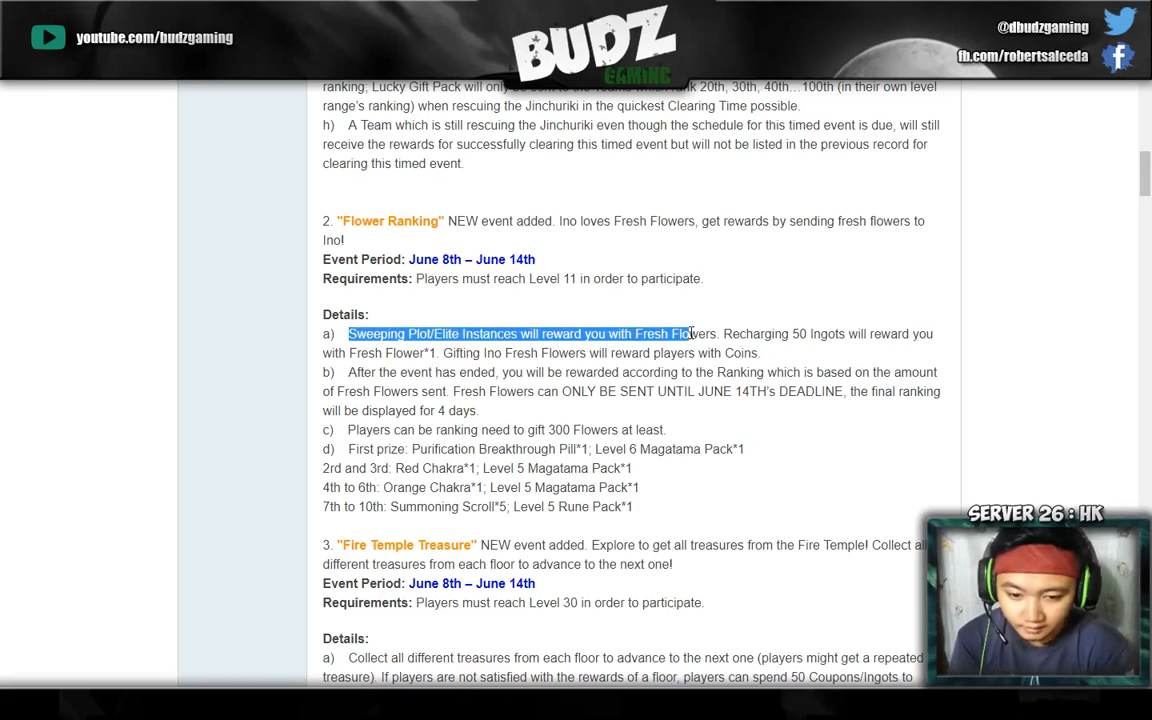 youtube.com/budzgaming
BUDZ
GAMING
@dbudzgaming
fb.com/robertsalceda
ranking; Lucky Gift Pack will only be sent to the Teams which rank 20th, 30th, 40th…100th (in their own level
range's ranking) when rescuing the Jinchuriki in the quickest Clearing Time possible.
h) A Team which is still rescuing the Jinchuriki even though the schedule for this timed event is due, will still
receive the rewards for successfully clearing this timed event but will not be listed in the previous record for
clearing this timed event.
2. "Flower Ranking" NEW event added. Ino loves Fresh Flowers, get rewards by sending fresh flowers to
Ino!
Event Period: June 8th – June 14th
Requirements: Players must reach Level 11 in order to participate.
Details:
a) Sweeping Plot/Elite Instances will reward you with Fresh Flowers. Recharging 50 Ingots will reward you
with Fresh Flower*1. Gifting Ino Fresh Flowers will reward players with Coins.
b) After the event has ended, you will be rewarded according to the Ranking which is based on the amount
of Fresh Flowers sent. Fresh Flowers can ONLY BE SENT UNTIL JUNE 14TH's DEADLINE, the final ranking
will be displayed for 4 days.
c) Players can be ranking need to gift 300 Flowers at least.
d) First prize: Purification Breakthrough Pill*1; Level 6 Magatama Pack*1
2rd and 3rd: Red Chakra*1; Level 5 Magatama Pack*1
4th to 6th: Orange Chakra*1; Level 5 Magatama Pack*1
7th to 10th: Summoning Scroll*5; Level 5 Rune Pack*1
SERVER 26 : HK
3. "Fire Temple Treasure" NEW event added. Explore to get all treasures from the Fire Temple! Collect all
different treasures from each floor to advance to the next one!
Event Period: June 8th – June 14th
Requirements: Players must reach Level 30 in order to participate.
Details:
a) Collect all different treasures from each floor to advance to the next one (players might get a repeated
treasure). If players are not satisfied with the rewards of a floor, players can spend 50 Coupons/Ingots to